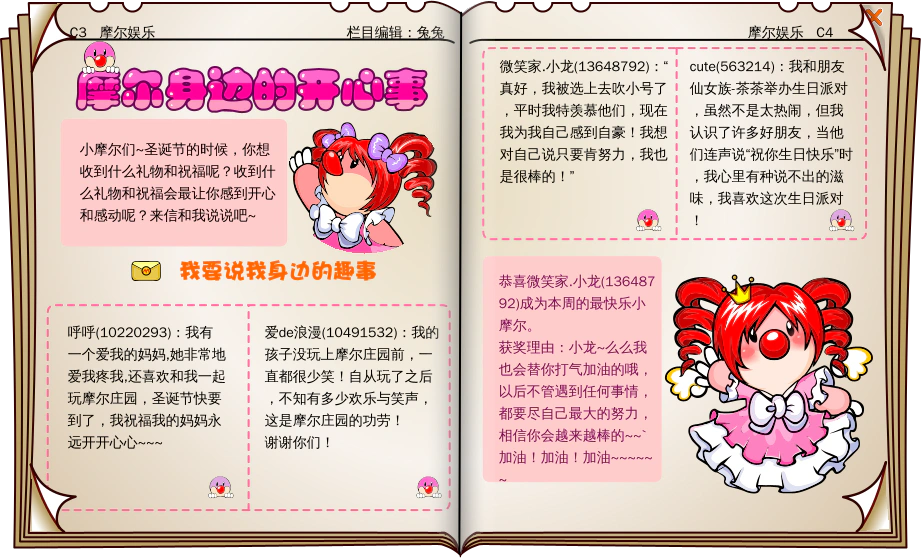 C3 摩尔娱乐
栏目编辑：兔兔
摩尔身边的开心事
小摩尔们~圣诞节的时候，你想
收到什么礼物和祝福呢？收到什
么礼物和祝福会最让你感到开心
和感动呢？来信和我说说吧~
我要说我身边的趣事
呼呼(10220293)：我有
一个爱我的妈妈,她非常地
爱我疼我,还喜欢和我一起
玩摩尔庄园，圣诞节快要
到了，我祝福我的妈妈永
远开开心心~~~
爱de浪漫(10491532)：我的
孩子没玩上摩尔庄园前，一
直都很少笑！自从玩了之后
，不知有多少欢乐与笑声，
这是摩尔庄园的功劳！
谢谢你们！
摩尔娱乐 C4
微笑家.小龙(13648792)：“
真好，我被选上去吹小号了
，平时我特羡慕他们，现在
我为我自己感到自豪！我想
对自己说只要肯努力，我也
是很棒的！”
cute(563214)：我和朋友
仙女族-茶茶举办生日派对
，虽然不是太热闹，但我
认识了许多好朋友，当他
们连声说“祝你生日快乐”时
，我心里有种说不出的滋
味，我喜欢这次生日派对
！
恭喜微笑家.小龙(136487
92)成为本周的最快乐小
摩尔。
获奖理由：小龙~么么我
也会替你打气加油的哦，
以后不管遇到任何事情，
都要尽自己最大的努力，
相信你会越来越棒的~~`
加油！加油！加油~~~~~
~